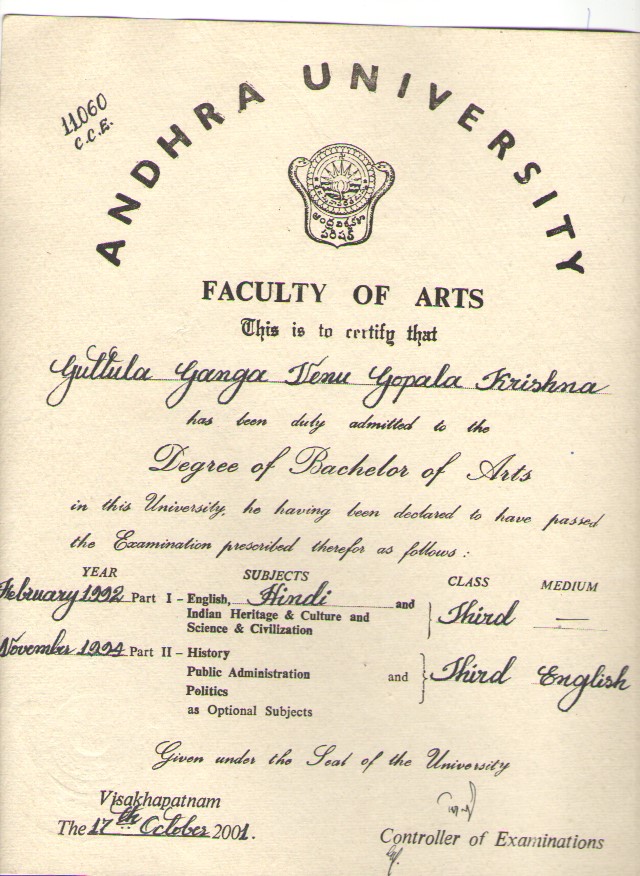 11060
C.C.E.
ANDHRA UNIVERSITY
ఆంధ్ర విశ్వకళా
పరిషత్
FACULTY OF ARTS
This is to certify that
Guttula Ganga Venu Gopala Krishna
has been duly admitted to the
Degree of Bachelor of Arts
in this University, he having been declared to have passed
the Examination prescribed therefor as follows :
YEAR SUBJECTS CLASS MEDIUM
February 1992 Part I - English, Hindi and Third —
Indian Heritage & Culture and
Science & Civilization
November 1994 Part II - History
Public Administration and Third English
Politics
as Optional Subjects
Given under the Seal of the University
Visakhapatnam
The 17th October 2001.
Controller of Examinations